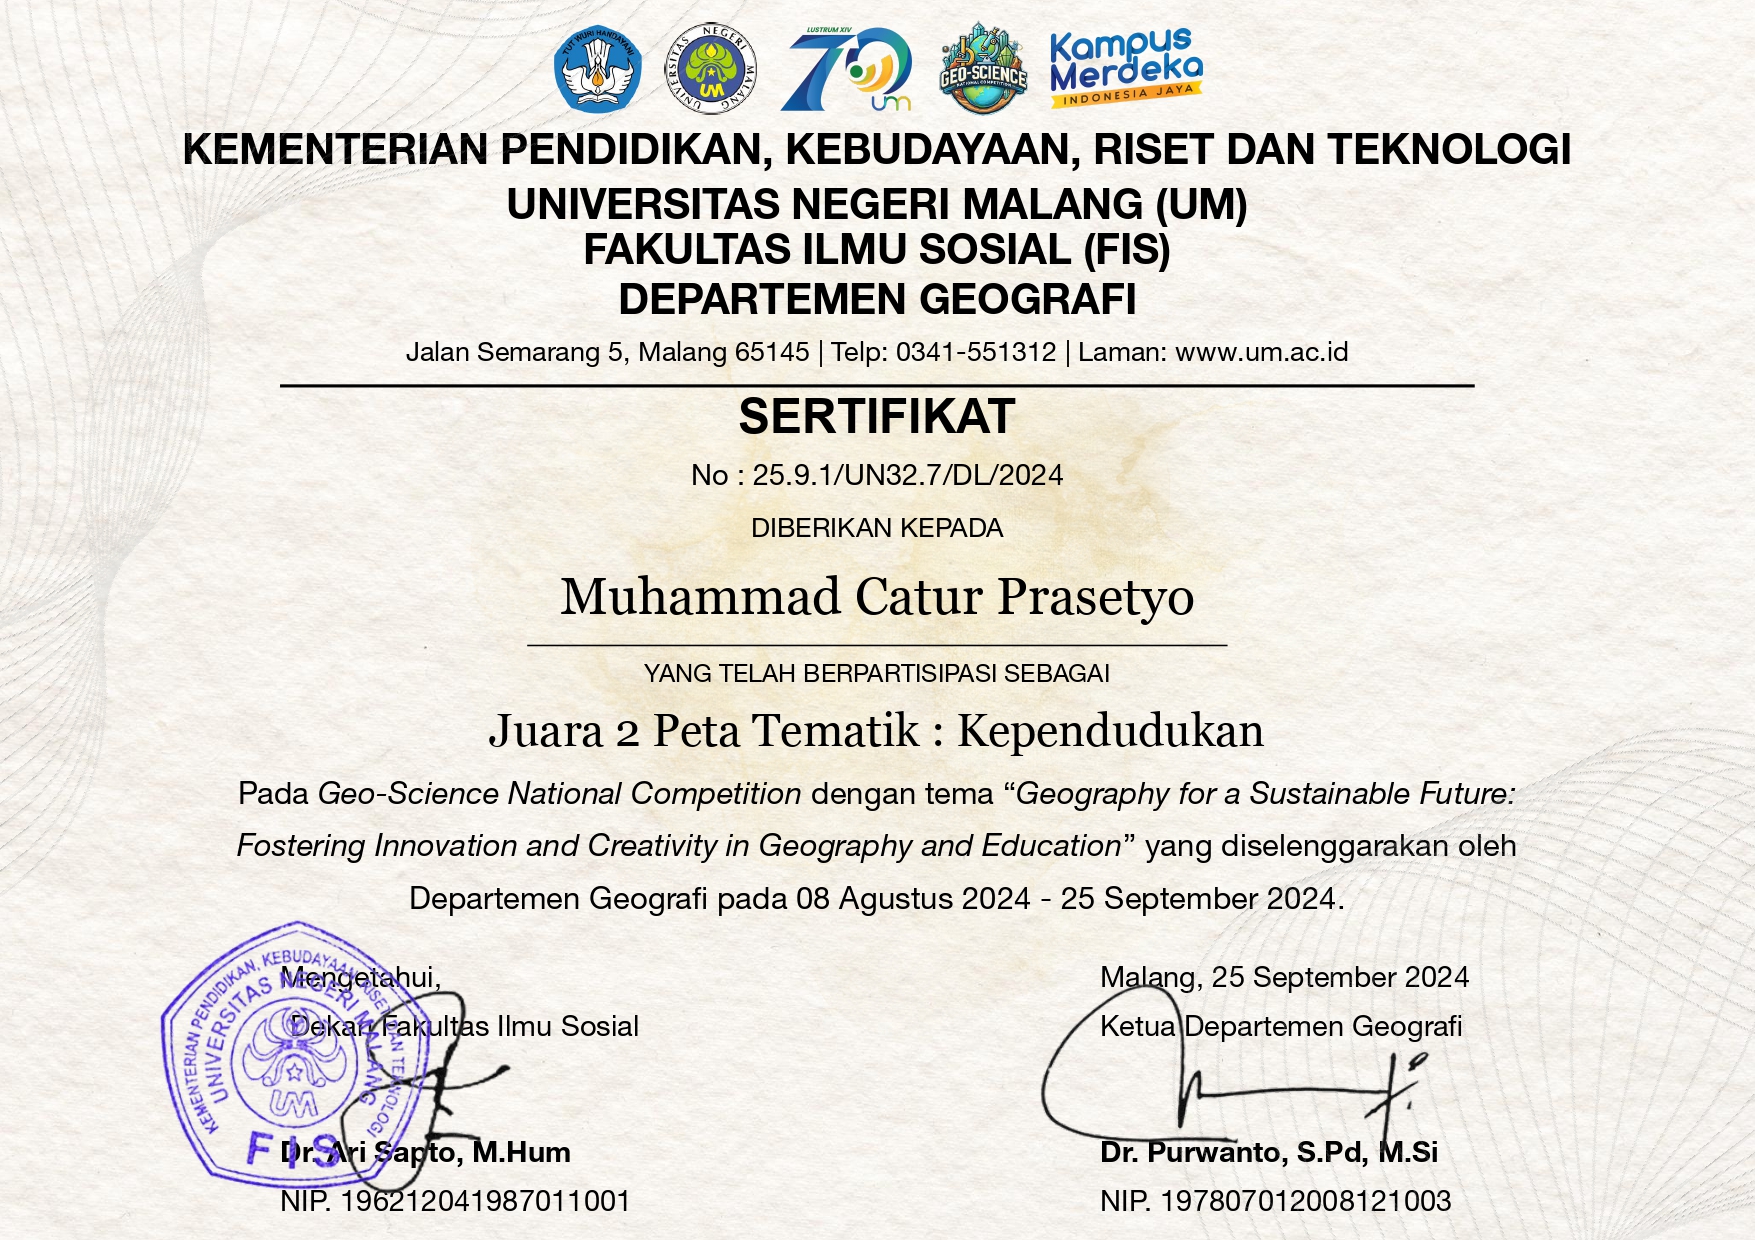 TUT WURI HANDAYANI
UNIVERSITAS NEGERI MALANG
UM
LUSTRUM XIV
70
um
GEO-SCIENCE
NATIONAL COMPETITION
Kampus
Merdeka
INDONESIA JAYA
KEMENTERIAN PENDIDIKAN, KEBUDAYAAN, RISET DAN TEKNOLOGI
UNIVERSITAS NEGERI MALANG (UM)
FAKULTAS ILMU SOSIAL (FIS)
DEPARTEMEN GEOGRAFI
Jalan Semarang 5, Malang 65145 | Telp: 0341-551312 | Laman: www.um.ac.id
SERTIFIKAT
No : 25.9.1/UN32.7/DL/2024
DIBERIKAN KEPADA
Muhammad Catur Prasetyo
YANG TELAH BERPARTISIPASI SEBAGAI
Juara 2 Peta Tematik : Kependudukan
Pada Geo-Science National Competition dengan tema “Geography for a Sustainable Future:
Fostering Innovation and Creativity in Geography and Education” yang diselenggarakan oleh
Departemen Geografi pada 08 Agustus 2024 - 25 September 2024.
Mengetahui,
Dekan Fakultas Ilmu Sosial
KEMENTERIAN PENDIDIKAN, KEBUDAYAAN, RISET DAN TEKNOLOGI
UNIVERSITAS NEGERI MALANG
UM
FIS
Dr. Ari Sapto, M.Hum
NIP. 196212041987011001
Malang, 25 September 2024
Ketua Departemen Geografi
Dr. Purwanto, S.Pd, M.Si
NIP. 197807012008121003